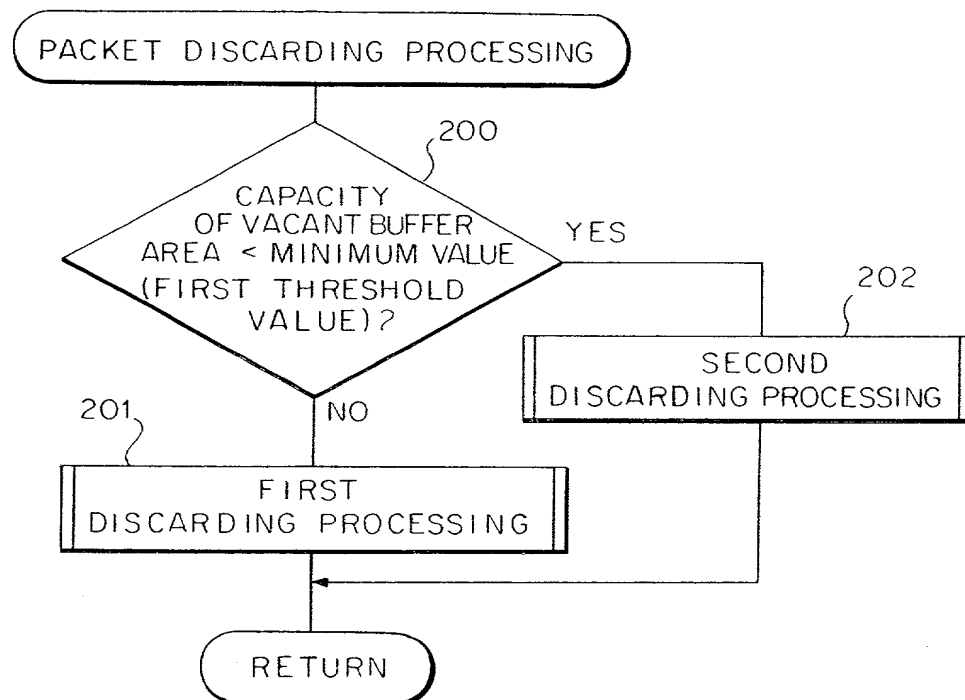 PACKET DISCARDING PROCESSING
200
CAPACITY
OF VACANT BUFFER
AREA < MINIMUM VALUE
(FIRST THRESHOLD
VALUE)?
YES
202
SECOND
DISCARDING PROCESSING
NO
201
FIRST
DISCARDING PROCESSING
RETURN